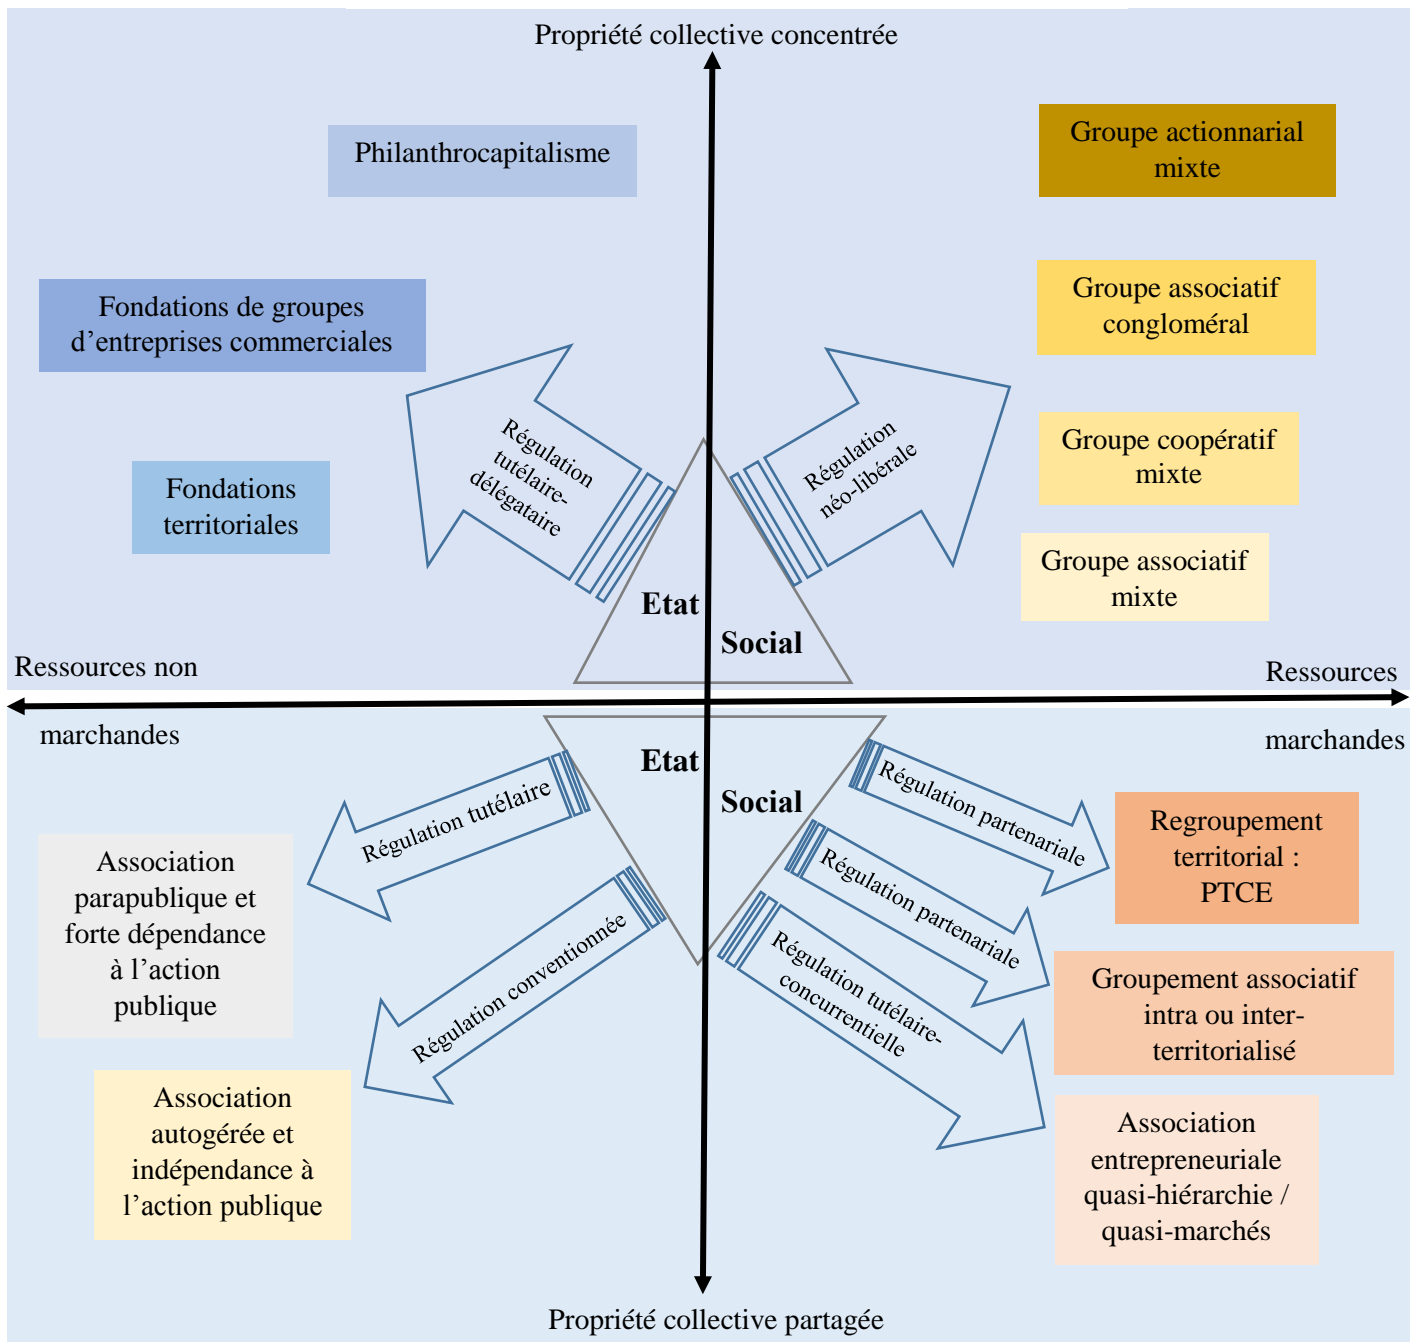 Propriété collective concentrée
Philanthrocapitalisme
Groupe actionnarial
mixte
Fondations de groupes
d’entreprises commerciales
Groupe associatif
congloméral
Régulation
tutélaire-
délégataire
Régulation
néo-libérale
Groupe coopératif
mixte
Fondations
territoriales
Groupe associatif
mixte
Etat
Social
Ressources non
marchandes
Ressources
marchandes
Etat
Social
Régulation tutélaire
Régulation conventionnée
Régulation partenariale
Régulation partenariale
Régulation tutélaire-
concurrentielle
Association
parapublique et
forte dépendance
à l’action
publique
Association
autogérée et
indépendance à
l’action publique
Regroupement
territorial :
PTCE
Groupement associatif
intra ou inter-
territorialisé
Association
entrepreneuriale
quasi-hiérarchie /
quasi-marchés
Propriété collective partagée